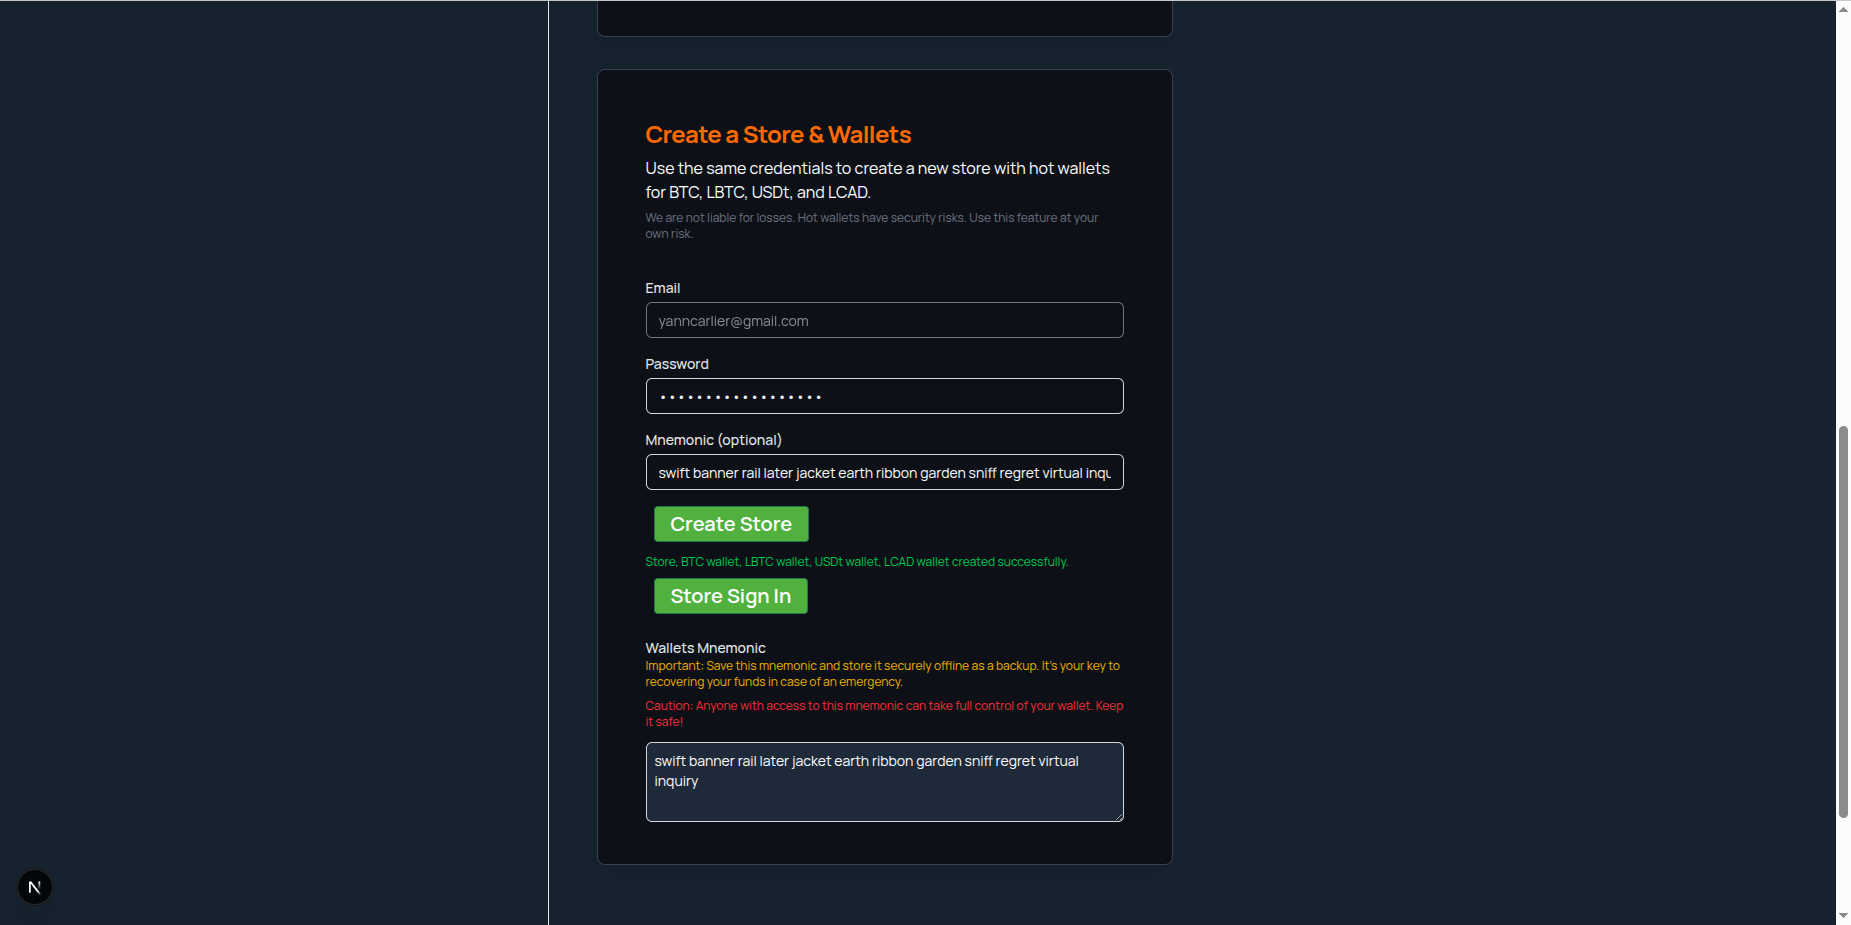 Create a Store & Wallets
Use the same credentials to create a new store with hot wallets
for BTC, LBTC, USDt, and LCAD.
We are not liable for losses. Hot wallets have security risks. Use this feature at your
own risk.
Email
yanncarlier@gmail.com
Password
Mnemonic (optional)
swift banner rail later jacket earth ribbon garden sniff regret virtual inqu
Create Store
Store, BTC wallet, LBTC wallet, USDt wallet, LCAD wallet created successfully.
Store Sign In
Wallets Mnemonic
Important: Save this mnemonic and store it securely offline as a backup. It's your key to
recovering your funds in case of an emergency.
Caution: Anyone with access to this mnemonic can take full control of your wallet. Keep
it safe!
swift banner rail later jacket earth ribbon garden sniff regret virtual
inquiry
N